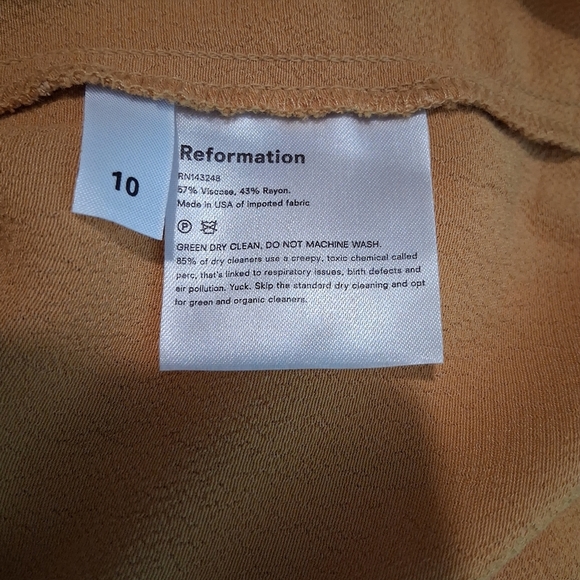 10
Reformation
RN143248
57% Viscose, 43% Rayon.
Made in USA of imported fabric
P
GREEN DRY CLEAN, DO NOT MACHINE WASH.
85% of dry cleaners use a creepy, toxic chemical called
perc, that's linked to respiratory issues, birth defects and
air pollution. Yuck. Skip the standard dry cleaning and opt
for green and organic cleaners.